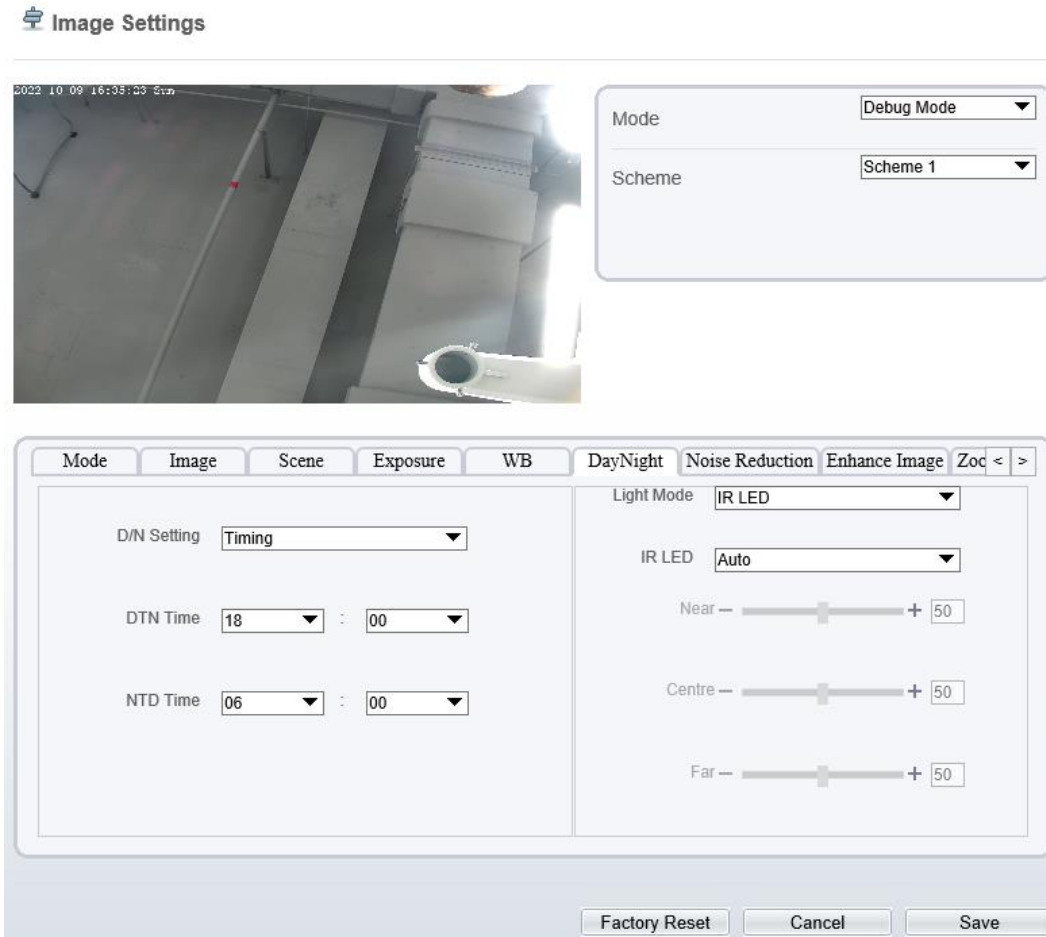 Image Settings
2022 10 09 16:35:23 Sun
Mode Debug Mode
Scheme Scheme 1
Mode Image Scene Exposure WB DayNight Noise Reduction Enhance Image Zoo < >
D/N Setting Timing
DTN Time 18 : 00
NTD Time 06 : 00
Light Mode IR LED
IR LED Auto
Near − + 50
Centre − + 50
Far − + 50
Factory Reset Cancel Save